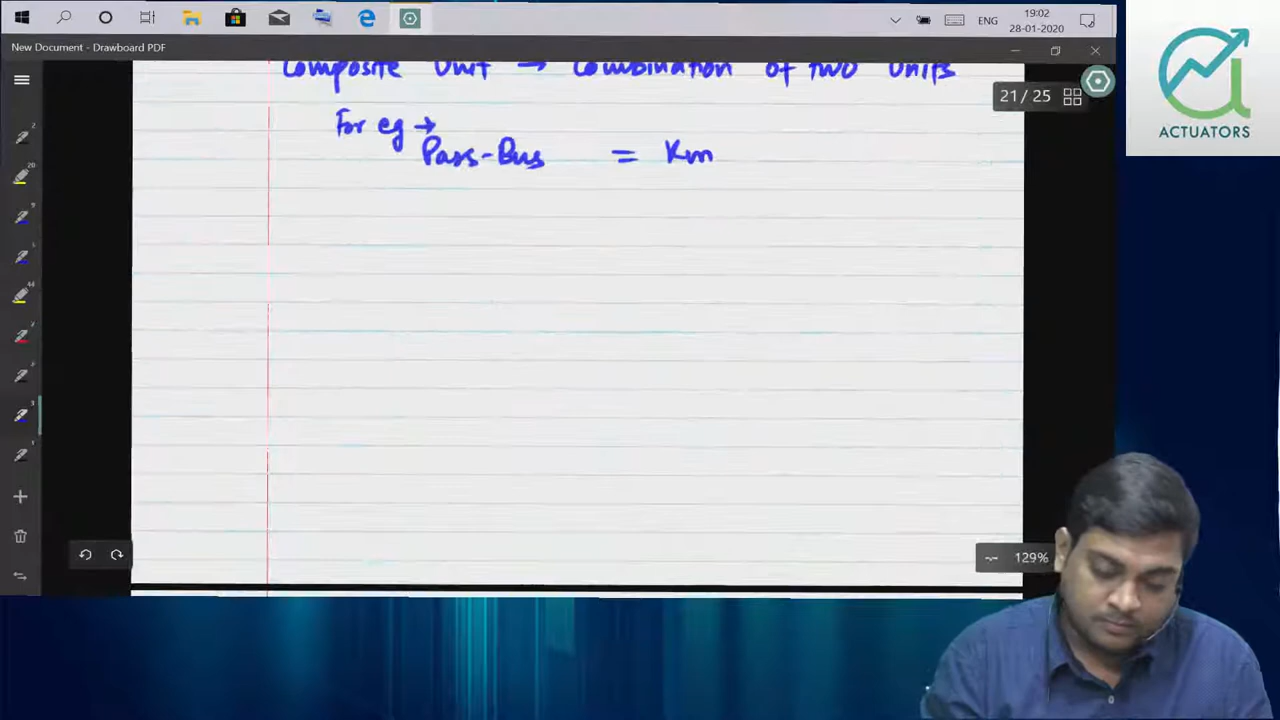 19:02
ENG
28-01-2020
New Document - Drawboard PDF
Composite Unit → Combination of two Units
21 / 25
For eg →
Pass-Bus = Km
129%
ACTUATORS